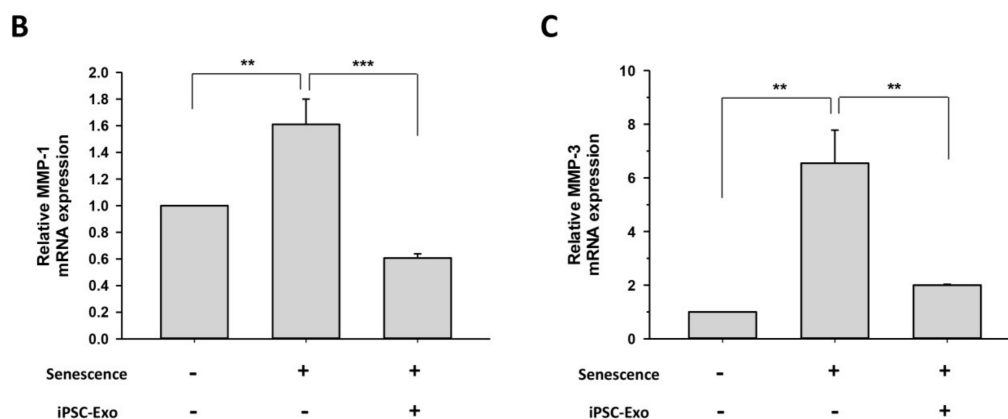 B
** ***
2.0
1.8
1.6
1.4
1.2
1.0
0.8
0.6
0.4
0.2
0.0
Relative MMP-1
mRNA expression
Senescence - + +
iPSC-Exo - - +
C
** **
10
8
6
4
2
0
Relative MMP-3
mRNA expression
Senescence - + +
iPSC-Exo - - +